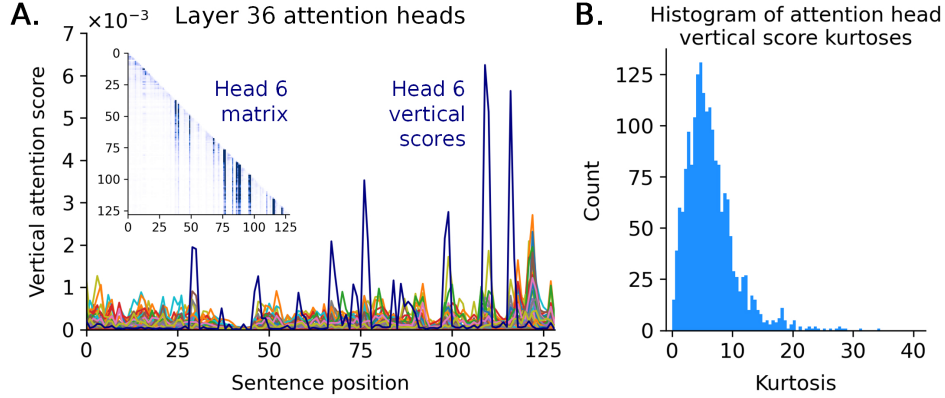 A.
×10⁻³
Layer 36 attention heads
7
6
5
4
3
2
1
0
Vertical attention score
0
25
50
75
100
125
0 25 50 75 100 125
Head 6
matrix
Head 6
vertical
scores
0 25 50 75 100 125
Sentence position
B.
Histogram of attention head
vertical score kurtoses
125
100
75
50
25
0
Count
0 10 20 30 40
Kurtosis